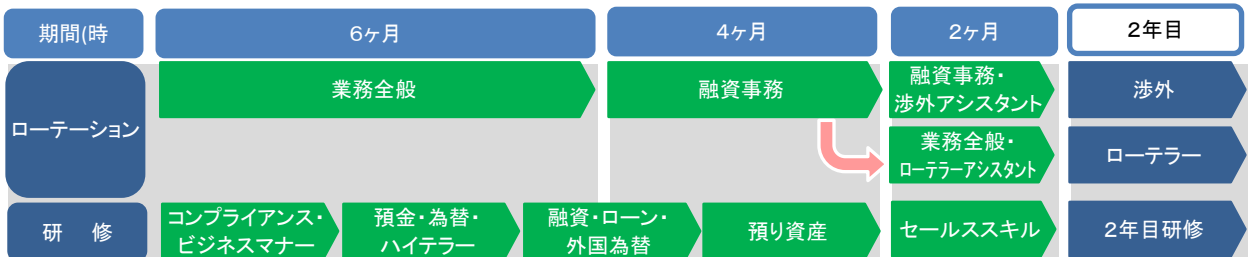 期間(時
6ヶ月
4ヶ月
2ヶ月
2年目
ローテーション
業務全般
融資事務
融資事務・
渉外アシスタント
渉外
業務全般・
ローテラーアシスタント
ローテラー
研　修
コンプライアンス・
ビジネスマナー
預金・為替・
ハイテラー
融資・ローン・
外国為替
預り資産
セールススキル
2年目研修